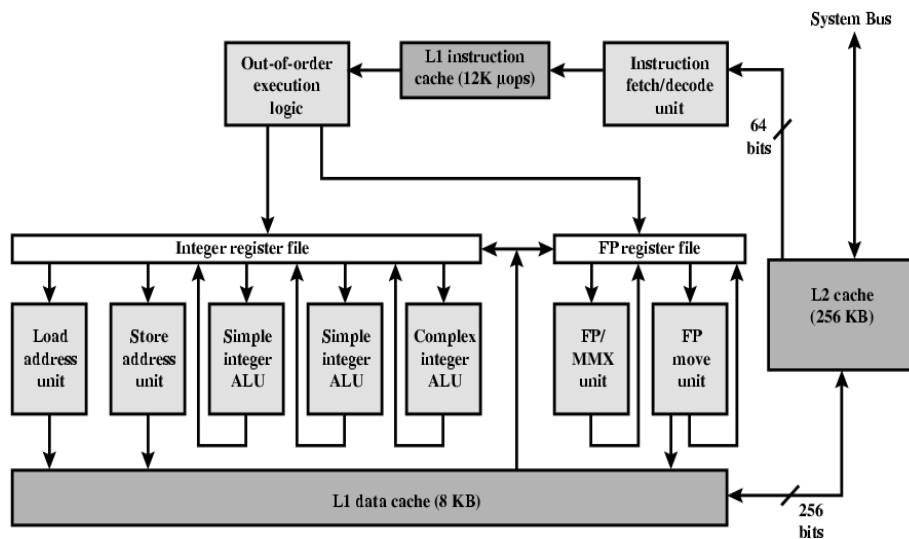 System Bus
Out-of-order
execution
logic
L1 instruction
cache (12K µops)
Instruction
fetch/decode
unit
64
bits
Integer register file
FP register file
L2 cache
(256 KB)
Load
address
unit
Store
address
unit
Simple
integer
ALU
Simple
integer
ALU
Complex
integer
ALU
FP/
MMX
unit
FP
move
unit
L1 data cache (8 KB)
256
bits